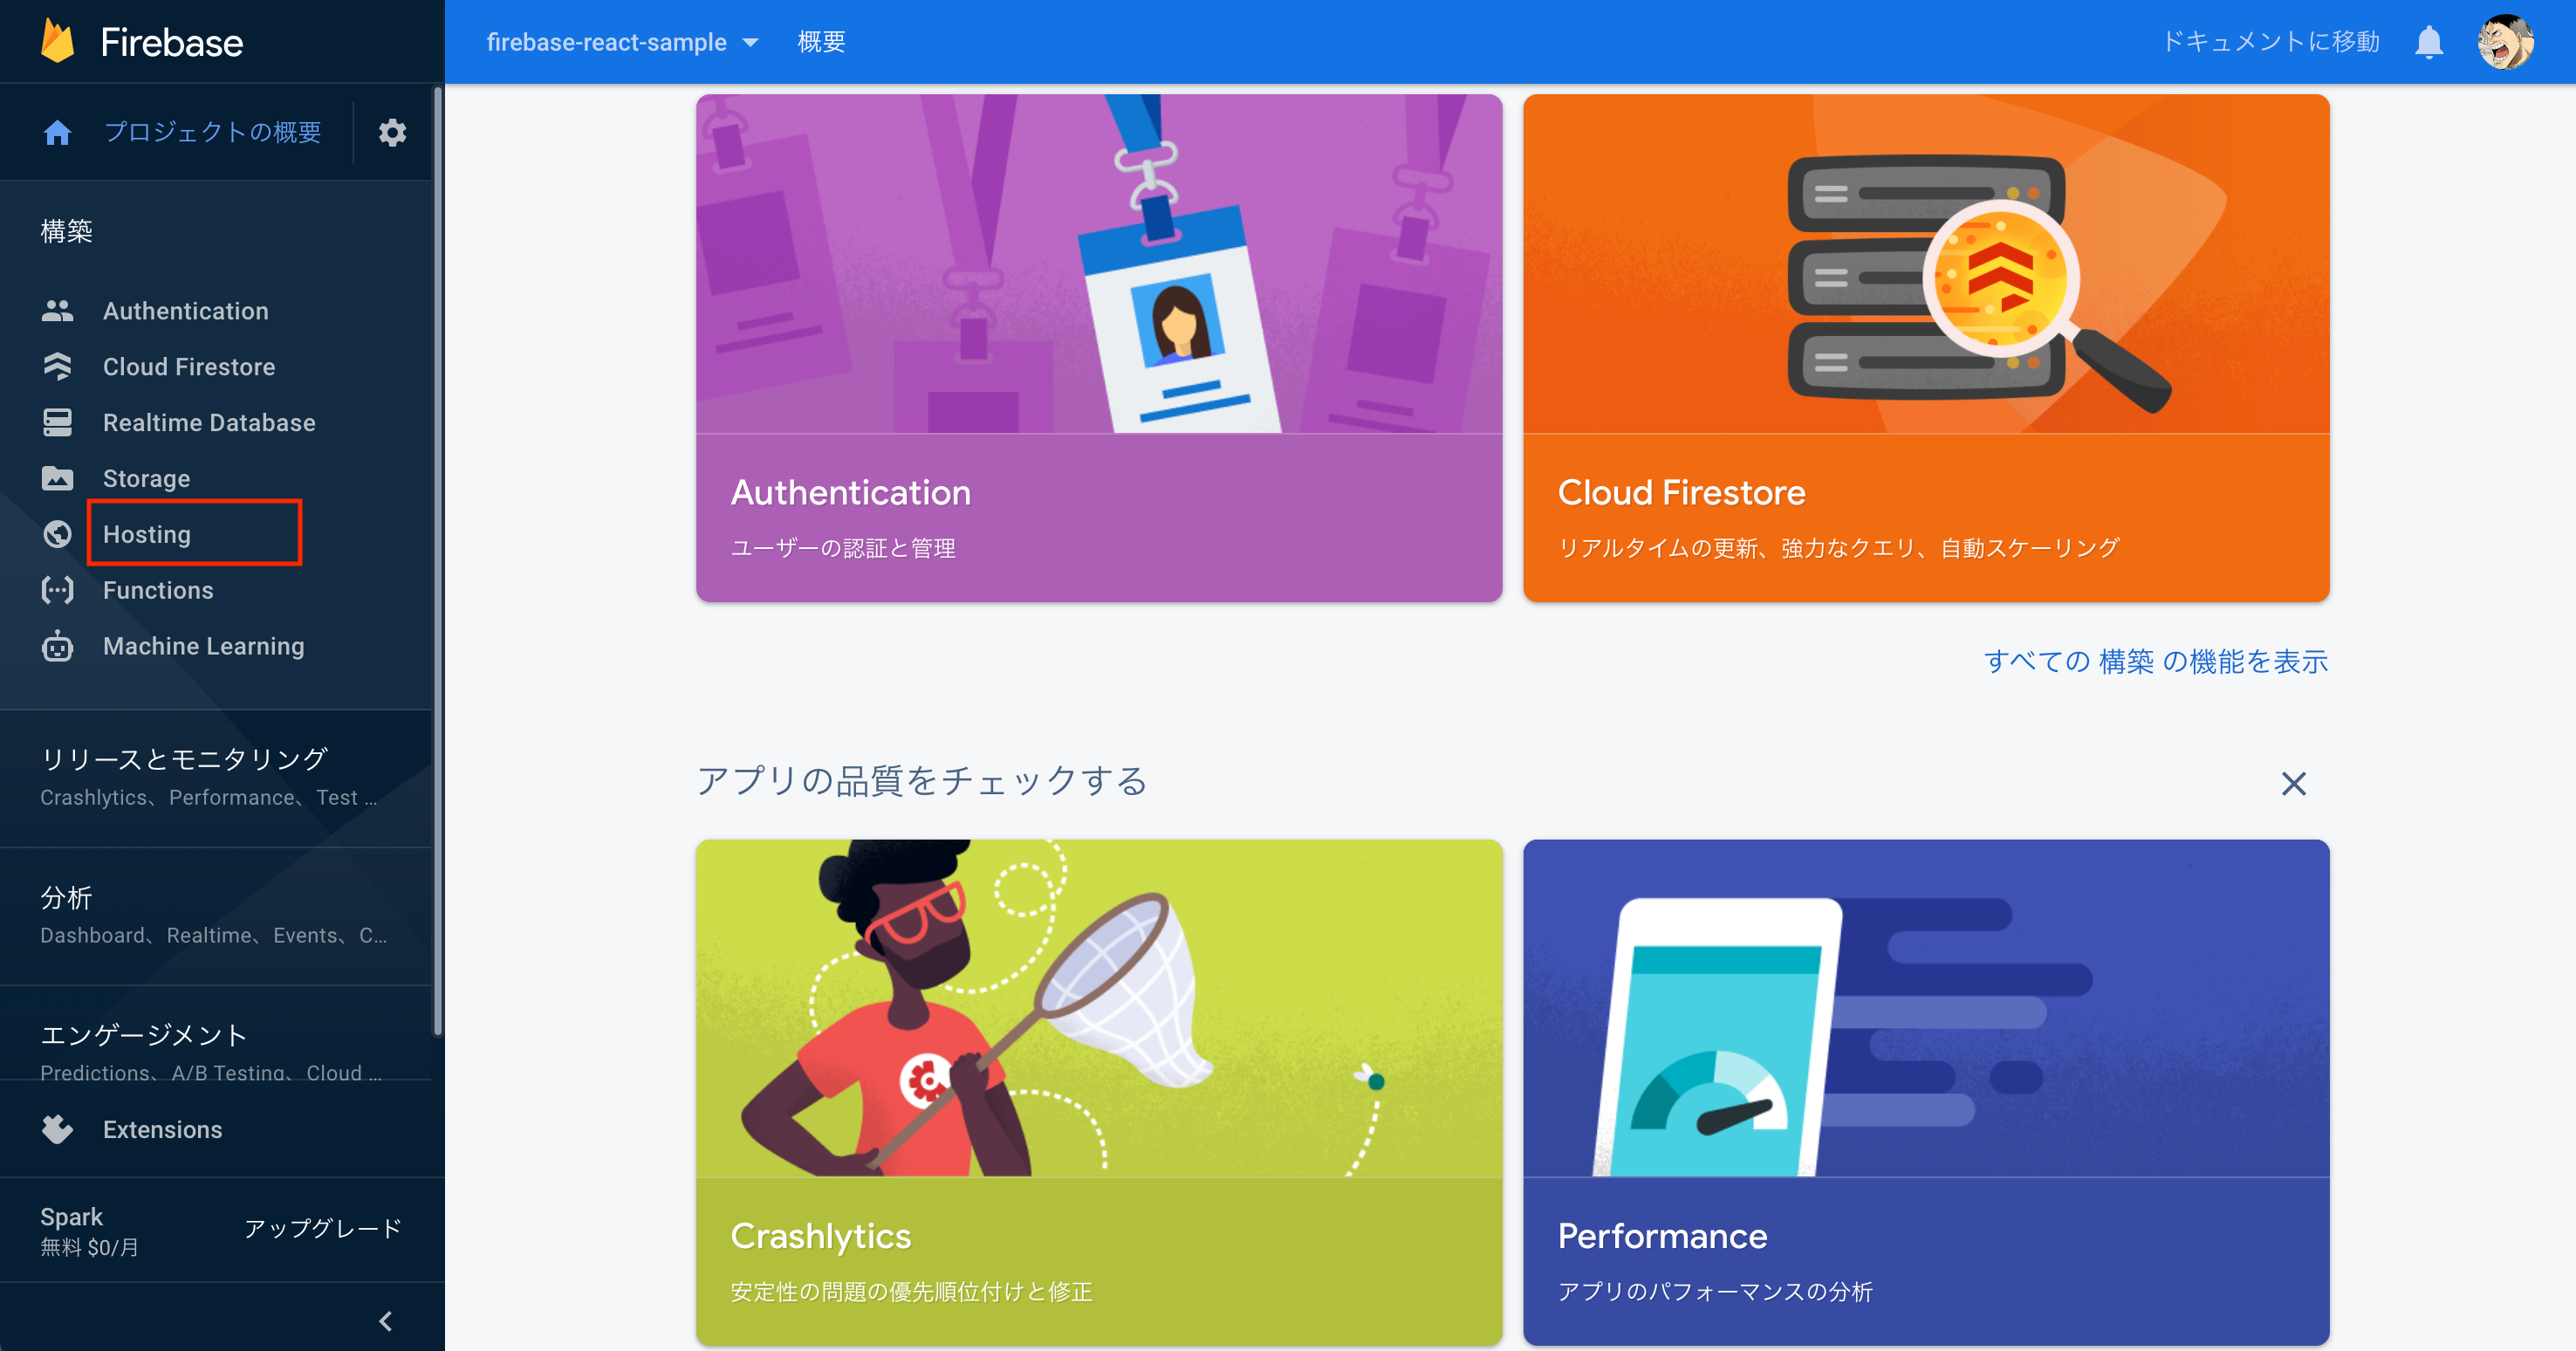 Firebase
プロジェクトの概要
構築
Authentication
Cloud Firestore
Realtime Database
Storage
Hosting
Functions
Machine Learning
リリースとモニタリング
Crashlytics、Performance、Test ...
分析
Dashboard、Realtime、Events、C...
エンゲージメント
Predictions、A/B Testing、Cloud ...
Extensions
Spark
無料 $0/月
アップグレード
firebase-react-sample
概要
ドキュメントに移動
Authentication
ユーザーの認証と管理
Cloud Firestore
リアルタイムの更新、強力なクエリ、自動スケーリング
すべての 構築 の機能を表示
アプリの品質をチェックする
Crashlytics
安定性の問題の優先順位付けと修正
Performance
アプリのパフォーマンスの分析